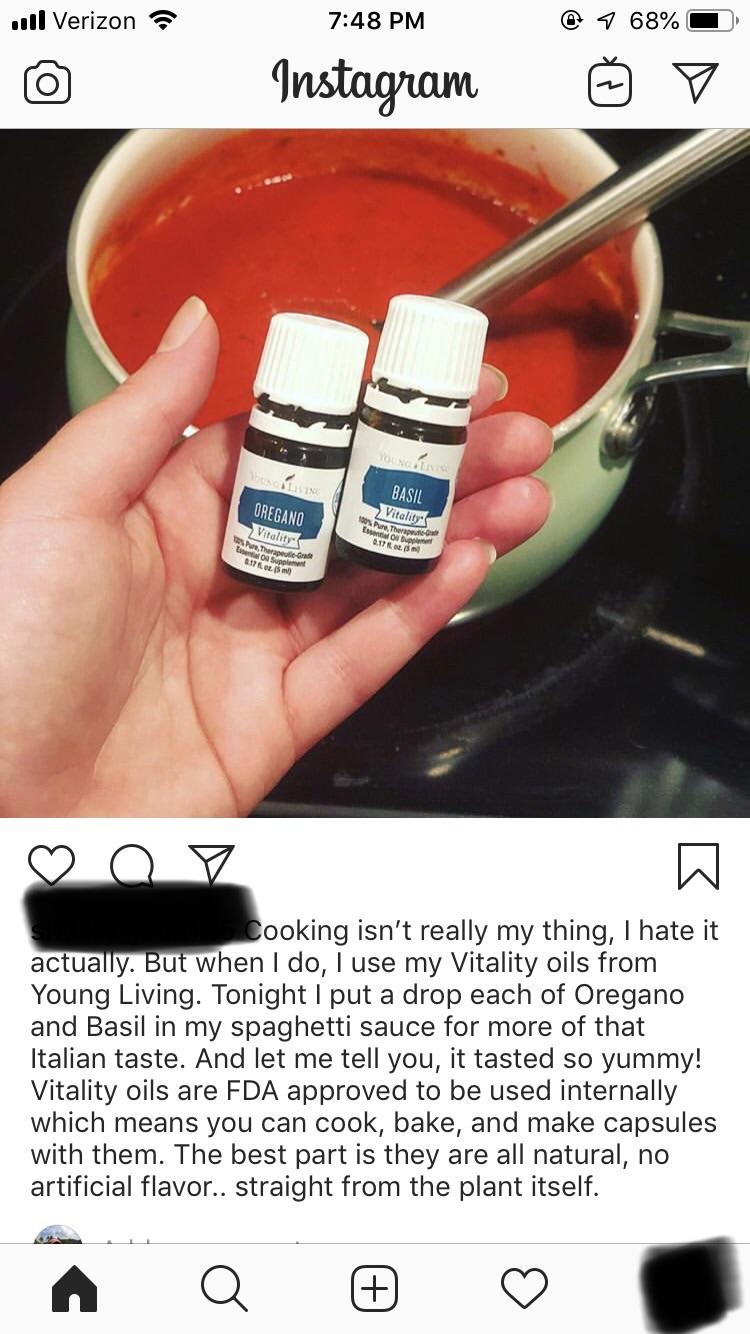 Verizon 7:48 PM 68%
Instagram
YOUNG LIVING
OREGANO
Vitality
100% Pure, Therapeutic-Grade
Essential Oil Supplement
0.17 fl. oz. (5 ml)
YOUNG LIVING
BASIL
Vitality
100% Pure, Therapeutic-Grade
Essential Oil Supplement
0.17 fl. oz. (5 ml)
Cooking isn’t really my thing, I hate it
actually. But when I do, I use my Vitality oils from
Young Living. Tonight I put a drop each of Oregano
and Basil in my spaghetti sauce for more of that
Italian taste. And let me tell you, it tasted so yummy!
Vitality oils are FDA approved to be used internally
which means you can cook, bake, and make capsules
with them. The best part is they are all natural, no
artificial flavor.. straight from the plant itself.